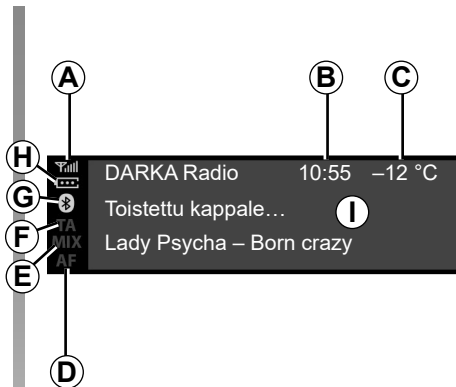 A
B
C
H
DARKA Radio 10:55 –12 °C
G
Toistettu kappale…
I
F
TA
Lady Psycha – Born crazy
E
MIX
AF
D